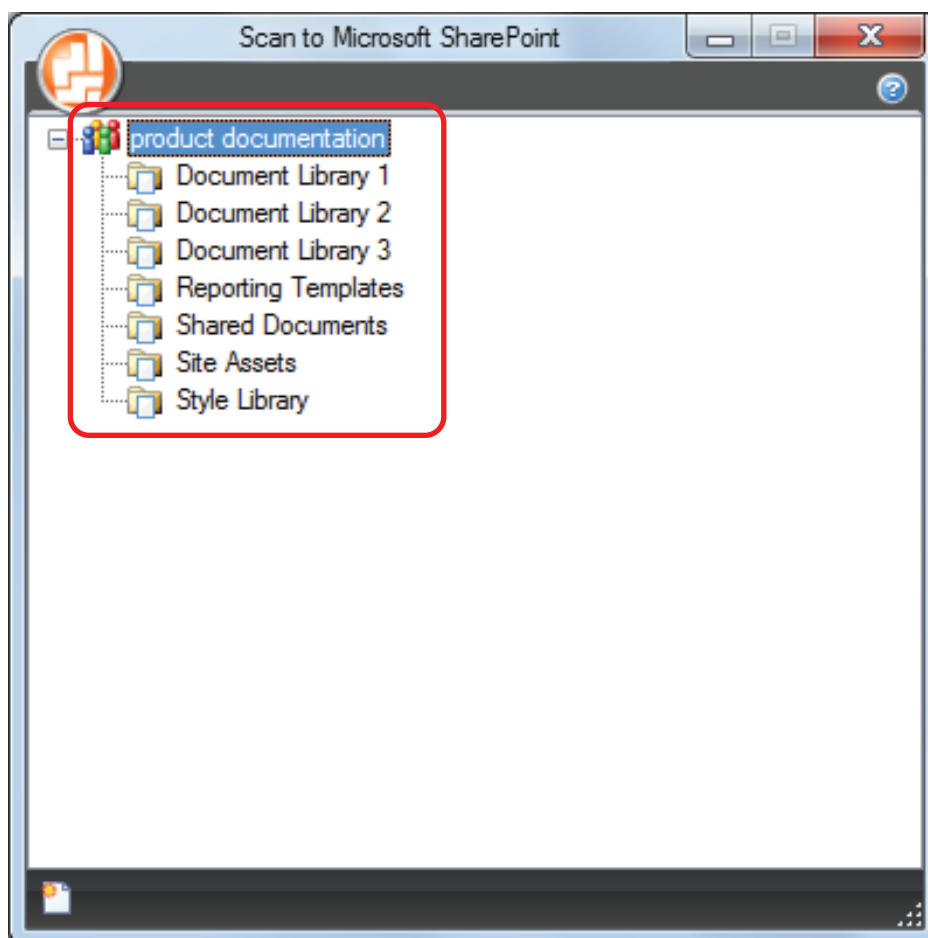 Scan to Microsoft SharePoint
product documentation
Document Library 1
Document Library 2
Document Library 3
Reporting Templates
Shared Documents
Site Assets
Style Library